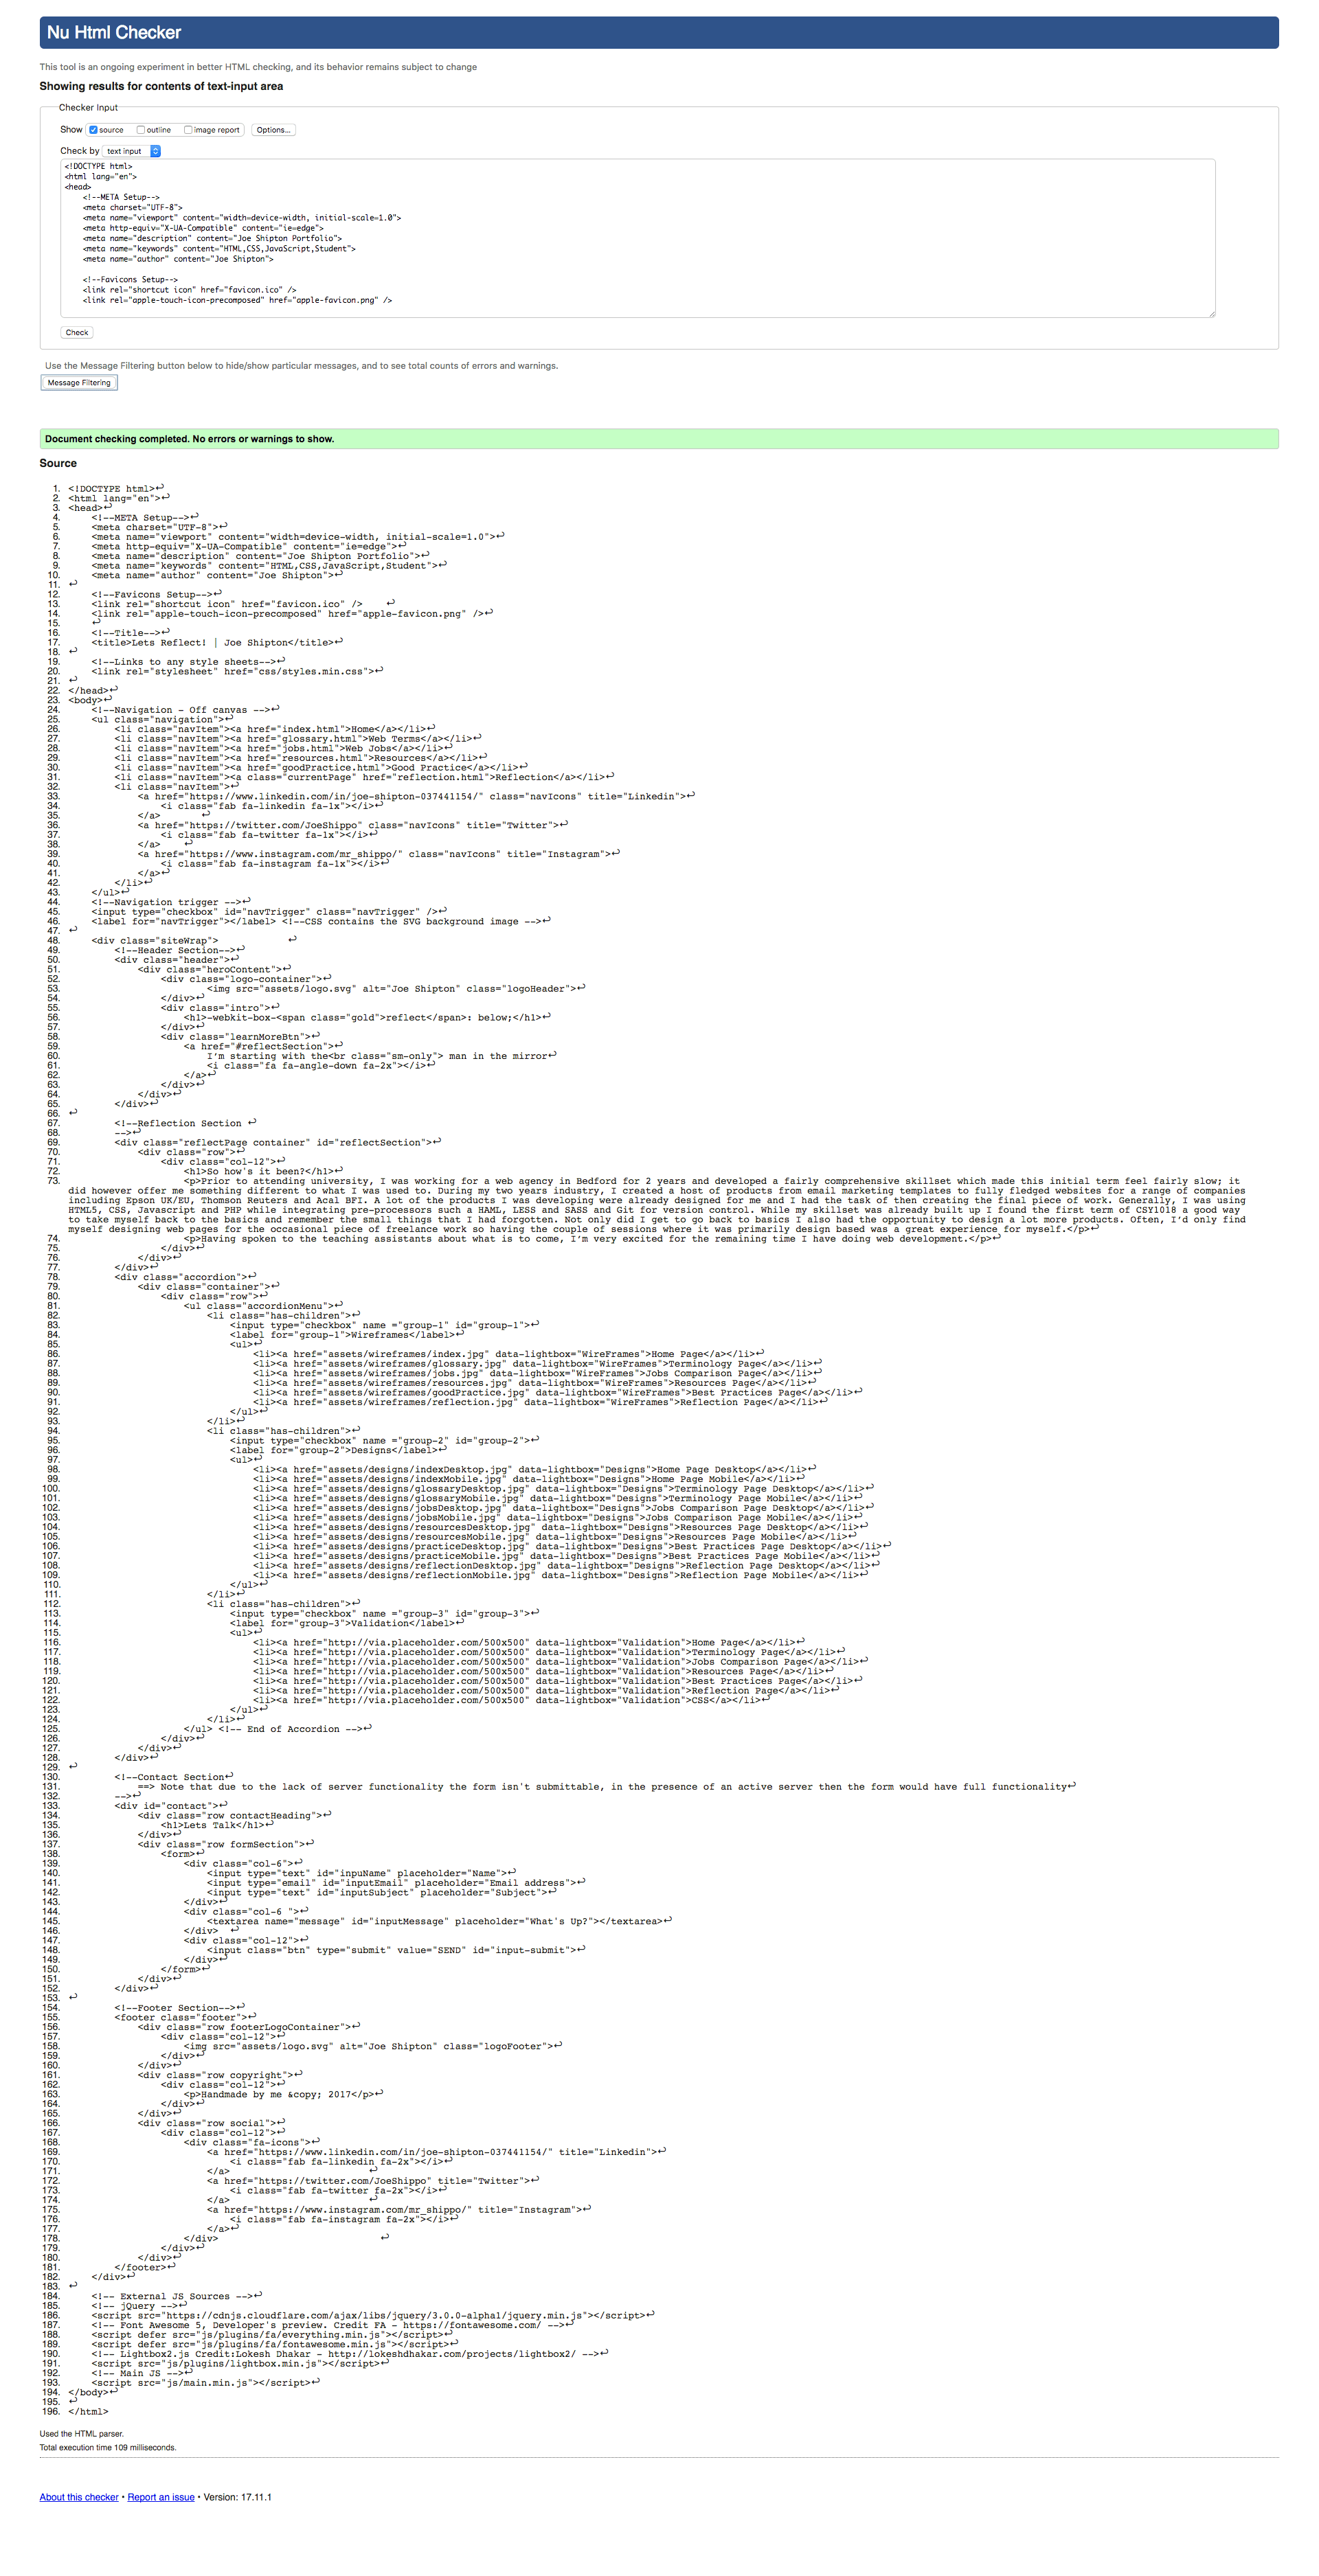 Nu Html Checker
This tool is an ongoing experiment in better HTML checking, and its behavior remains subject to change
Showing results for contents of text-input area
Checker Input
Show source outline image report Options...
Check by text input
<!DOCTYPE html>
<html lang="en">
<head>
    <!--META Setup-->
    <meta charset="UTF-8">
    <meta name="viewport" content="width=device-width, initial-scale=1.0">
    <meta http-equiv="X-UA-Compatible" content="ie=edge">
    <meta name="description" content="Joe Shipton Portfolio">
    <meta name="keywords" content="HTML,CSS,JavaScript,Student">
    <meta name="author" content="Joe Shipton">
    <!--Favicons Setup-->
    <link rel="shortcut icon" href="favicon.ico" />
    <link rel="apple-touch-icon-precomposed" href="apple-favicon.png" />
Check
Use the Message Filtering button below to hide/show particular messages, and to see total counts of errors and warnings.
Message Filtering
Document checking completed. No errors or warnings to show.
Source
1. <!DOCTYPE html>↩
2. <html lang="en">↩
3. <head>↩
4.     <!--META Setup-->↩
5.     <meta charset="UTF-8">↩
6.     <meta name="viewport" content="width=device-width, initial-scale=1.0">↩
7.     <meta http-equiv="X-UA-Compatible" content="ie=edge">↩
8.     <meta name="description" content="Joe Shipton Portfolio">↩
9.     <meta name="keywords" content="HTML,CSS,JavaScript,Student">↩
10.     <meta name="author" content="Joe Shipton">↩
11. ↩
12.     <!--Favicons Setup-->↩
13.     <link rel="shortcut icon" href="favicon.ico" />    ↩
14.     <link rel="apple-touch-icon-precomposed" href="apple-favicon.png" />↩
15.     ↩
16.     <!--Title-->↩
17.     <title>Lets Reflect! | Joe Shipton</title>↩
18. ↩
19.     <!--Links to any style sheets-->↩
20.     <link rel="stylesheet" href="css/styles.min.css">↩
21. ↩
22. </head>↩
23. <body>↩
24.     <!--Navigation - Off canvas -->↩
25.     <ul class="navigation">↩
26.         <li class="navItem"><a href="index.html">Home</a></li>↩
27.         <li class="navItem"><a href="glossary.html">Web Terms</a></li>↩
28.         <li class="navItem"><a href="jobs.html">Web Jobs</a></li>↩
29.         <li class="navItem"><a href="resources.html">Resources</a></li>↩
30.         <li class="navItem"><a href="goodPractice.html">Good Practice</a></li>↩
31.         <li class="navItem"><a class="currentPage" href="reflection.html">Reflection</a></li>↩
32.         <li class="navItem">↩
33.             <a href="https://www.linkedin.com/in/joe-shipton-037441154/" class="navIcons" title="Linkedin">↩
34.                 <i class="fab fa-linkedin fa-1x"></i>↩
35.             </a>        ↩
36.             <a href="https://twitter.com/JoeShippo" class="navIcons" title="Twitter">↩
37.                 <i class="fab fa-twitter fa-1x"></i>↩
38.             </a>    ↩
39.             <a href="https://www.instagram.com/mr_shippo/" class="navIcons" title="Instagram">↩
40.                 <i class="fab fa-instagram fa-1x"></i>↩
41.             </a>↩
42.         </li>↩
43.     </ul>↩
44.     <!--Navigation trigger -->↩
45.     <input type="checkbox" id="navTrigger" class="navTrigger" />↩
46.     <label for="navTrigger"></label> <!--CSS contains the SVG background image -->↩
47. ↩
48.     <div class="siteWrap">            ↩
49.         <!--Header Section-->↩
50.         <div class="header">↩
51.             <div class="heroContent">↩
52.                 <div class="logo-container">↩
53.                         <img src="assets/logo.svg" alt="Joe Shipton" class="logoHeader">↩
54.                 </div>↩
55.                 <div class="intro">↩
56.                     <h1>-webkit-box-<span class="gold">reflect</span>: below;</h1>↩
57.                 </div>↩
58.                 <div class="learnMoreBtn">↩
59.                     <a href="#reflectSection">↩
60.                         I’m starting with the<br class="sm-only"> man in the mirror↩
61.                         <i class="fa fa-angle-down fa-2x"></i>↩
62.                     </a>↩
63.                 </div>↩
64.             </div>↩
65.         </div>↩
66. ↩
67.         <!--Reflection Section ↩
68.         -->↩
69.         <div class="reflectPage container" id="reflectSection">↩
70.             <div class="row">↩
71.                 <div class="col-12">↩
72.                     <h1>So how's it been?</h1>↩
73.                     <p>Prior to attending university, I was working for a web agency in Bedford for 2 years and developed a fairly comprehensive skillset which made this initial term feel fairly slow; it
did however offer me something different to what I was used to. During my two years industry, I created a host of products from email marketing templates to fully fledged websites for a range of companies
including Epson UK/EU, Thomson Reuters and Acal BFI. A lot of the products I was developing were already designed for me and I had the task of then creating the final piece of work. Generally, I was using
HTML5, CSS, Javascript and PHP while integrating pre-processors such a HAML, LESS and SASS and Git for version control. While my skillset was already built up I found the first term of CSY1018 a good way
to take myself back to the basics and remember the small things that I had forgotten. Not only did I get to go back to basics I also had the opportunity to design a lot more products. Often, I’d only find
myself designing web pages for the occasional piece of freelance work so having the couple of sessions where it was primarily design based was a great experience for myself.</p>↩
74.                     <p>Having spoken to the teaching assistants about what is to come, I’m very excited for the remaining time I have doing web development.</p>↩
75.                 </div>↩
76.             </div>↩
77.         </div>↩
78.         <div class="accordion">↩
79.             <div class="container">↩
80.                 <div class="row">↩
81.                     <ul class="accordionMenu">↩
82.                         <li class="has-children">↩
83.                             <input type="checkbox" name ="group-1" id="group-1">↩
84.                             <label for="group-1">Wireframes</label>↩
85.                             <ul>↩
86.                                 <li><a href="assets/wireframes/index.jpg" data-lightbox="WireFrames">Home Page</a></li>↩
87.                                 <li><a href="assets/wireframes/glossary.jpg" data-lightbox="WireFrames">Terminology Page</a></li>↩
88.                                 <li><a href="assets/wireframes/jobs.jpg" data-lightbox="WireFrames">Jobs Comparison Page</a></li>↩
89.                                 <li><a href="assets/wireframes/resources.jpg" data-lightbox="WireFrames">Resources Page</a></li>↩
90.                                 <li><a href="assets/wireframes/goodPractice.jpg" data-lightbox="WireFrames">Best Practices Page</a></li>↩
91.                                 <li><a href="assets/wireframes/reflection.jpg" data-lightbox="WireFrames">Reflection Page</a></li>↩
92.                             </ul>↩
93.                         </li>↩
94.                         <li class="has-children">↩
95.                             <input type="checkbox" name ="group-2" id="group-2">↩
96.                             <label for="group-2">Designs</label>↩
97.                             <ul>↩
98.                                 <li><a href="assets/designs/indexDesktop.jpg" data-lightbox="Designs">Home Page Desktop</a></li>↩
99.                                 <li><a href="assets/designs/indexMobile.jpg" data-lightbox="Designs">Home Page Mobile</a></li>↩
100.                                 <li><a href="assets/designs/glossaryDesktop.jpg" data-lightbox="Designs">Terminology Page Desktop</a></li>↩
101.                                 <li><a href="assets/designs/glossaryMobile.jpg" data-lightbox="Designs">Terminology Page Mobile</a></li>↩
102.                                 <li><a href="assets/designs/jobsDesktop.jpg" data-lightbox="Designs">Jobs Comparison Page Desktop</a></li>↩
103.                                 <li><a href="assets/designs/jobsMobile.jpg" data-lightbox="Designs">Jobs Comparison Page Mobile</a></li>↩
104.                                 <li><a href="assets/designs/resourcesDesktop.jpg" data-lightbox="Designs">Resources Page Desktop</a></li>↩
105.                                 <li><a href="assets/designs/resourcesMobile.jpg" data-lightbox="Designs">Resources Page Mobile</a></li>↩
106.                                 <li><a href="assets/designs/practiceDesktop.jpg" data-lightbox="Designs">Best Practices Page Desktop</a></li>↩
107.                                 <li><a href="assets/designs/practiceMobile.jpg" data-lightbox="Designs">Best Practices Page Mobile</a></li>↩
108.                                 <li><a href="assets/designs/reflectionDesktop.jpg" data-lightbox="Designs">Reflection Page Desktop</a></li>↩
109.                                 <li><a href="assets/designs/reflectionMobile.jpg" data-lightbox="Designs">Reflection Page Mobile</a></li>↩
110.                             </ul>↩
111.                         </li>↩
112.                         <li class="has-children">↩
113.                             <input type="checkbox" name ="group-3" id="group-3">↩
114.                             <label for="group-3">Validation</label>↩
115.                             <ul>↩
116.                                 <li><a href="http://via.placeholder.com/500x500" data-lightbox="Validation">Home Page</a></li>↩
117.                                 <li><a href="http://via.placeholder.com/500x500" data-lightbox="Validation">Terminology Page</a></li>↩
118.                                 <li><a href="http://via.placeholder.com/500x500" data-lightbox="Validation">Jobs Comparison Page</a></li>↩
119.                                 <li><a href="http://via.placeholder.com/500x500" data-lightbox="Validation">Resources Page</a></li>↩
120.                                 <li><a href="http://via.placeholder.com/500x500" data-lightbox="Validation">Best Practices Page</a></li>↩
121.                                 <li><a href="http://via.placeholder.com/500x500" data-lightbox="Validation">Reflection Page</a></li>↩
122.                                 <li><a href="http://via.placeholder.com/500x500" data-lightbox="Validation">CSS</a></li>↩
123.                             </ul>↩
124.                         </li>↩
125.                     </ul> <!-- End of Accordion -->↩
126.                 </div>↩
127.             </div>↩
128.         </div>↩
129. ↩
130.         <!--Contact Section↩
131.             ==> Note that due to the lack of server functionality the form isn't submittable, in the presence of an active server then the form would have full functionality↩
132.         -->↩
133.         <div id="contact">↩
134.             <div class="row contactHeading">↩
135.                 <h1>Lets Talk</h1>↩
136.             </div>↩
137.             <div class="row formSection">↩
138.                 <form>↩
139.                     <div class="col-6">↩
140.                         <input type="text" id="inpuName" placeholder="Name">↩
141.                         <input type="email" id="inputEmail" placeholder="Email address">↩
142.                         <input type="text" id="inputSubject" placeholder="Subject">↩
143.                     </div>↩
144.                     <div class="col-6 ">↩
145.                         <textarea name="message" id="inputMessage" placeholder="What's Up?"></textarea>↩
146.                     </div>  ↩
147.                     <div class="col-12">↩
148.                         <input class="btn" type="submit" value="SEND" id="input-submit">↩
149.                     </div>↩
150.                 </form>↩
151.             </div>↩
152.         </div>↩
153. ↩
154.         <!--Footer Section-->↩
155.         <footer class="footer">↩
156.             <div class="row footerLogoContainer">↩
157.                 <div class="col-12">↩
158.                     <img src="assets/logo.svg" alt="Joe Shipton" class="logoFooter">↩
159.                 </div>↩
160.             </div>↩
161.             <div class="row copyright">↩
162.                 <div class="col-12">↩
163.                     <p>Handmade by me &copy; 2017</p>↩
164.                 </div>↩
165.             </div>↩
166.             <div class="row social">↩
167.                 <div class="col-12">↩
168.                     <div class="fa-icons">↩
169.                         <a href="https://www.linkedin.com/in/joe-shipton-037441154/" title="Linkedin">↩
170.                             <i class="fab fa-linkedin fa-2x"></i>↩
171.                         </a>                        ↩
172.                         <a href="https://twitter.com/JoeShippo" title="Twitter">↩
173.                             <i class="fab fa-twitter fa-2x"></i>↩
174.                         </a>                        ↩
175.                         <a href="https://www.instagram.com/mr_shippo/" title="Instagram">↩
176.                             <i class="fab fa-instagram fa-2x"></i>↩
177.                         </a>↩
178.                     </div>                            ↩
179.                 </div>↩
180.             </div>↩
181.         </footer>↩
182.     </div>↩
183. ↩
184.     <!-- External JS Sources -->↩
185.     <!-- jQuery -->↩
186.     <script src="https://cdnjs.cloudflare.com/ajax/libs/jquery/3.0.0-alpha1/jquery.min.js"></script>↩
187.     <!-- Font Awesome 5, Developer's preview. Credit FA - https://fontawesome.com/ -->↩
188.     <script defer src="js/plugins/fa/everything.min.js"></script>↩
189.     <script defer src="js/plugins/fa/fontawesome.min.js"></script>↩
190.     <!-- Lightbox2.js Credit:Lokesh Dhakar - http://lokeshdhakar.com/projects/lightbox2/ -->↩
191.     <script src="js/plugins/lightbox.min.js"></script>↩
192.     <!-- Main JS -->↩
193.     <script src="js/main.min.js"></script>↩
194. </body>↩
195. ↩
196. </html>
Used the HTML parser.
Total execution time 109 milliseconds.
About this checker • Report an issue • Version: 17.11.1